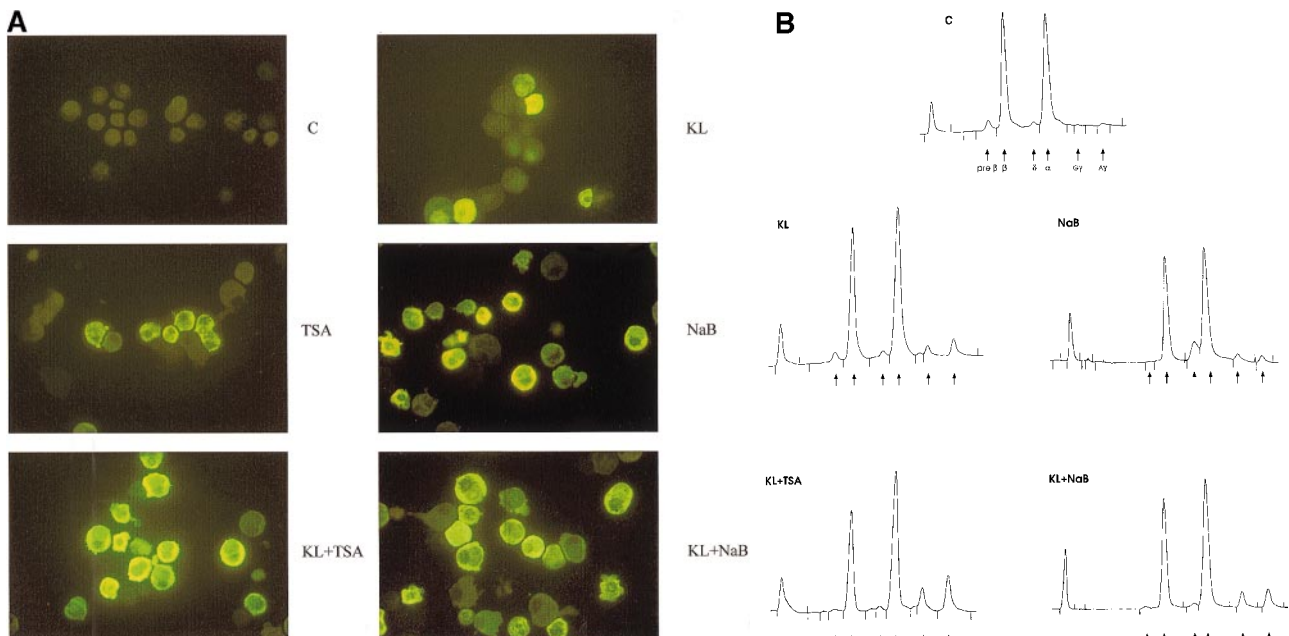 A
C
KL
TSA
NaB
KL+TSA
KL+NaB
B
C
pre β β δ α Gγ Aγ
KL
NaB
KL+TSA
KL+NaB